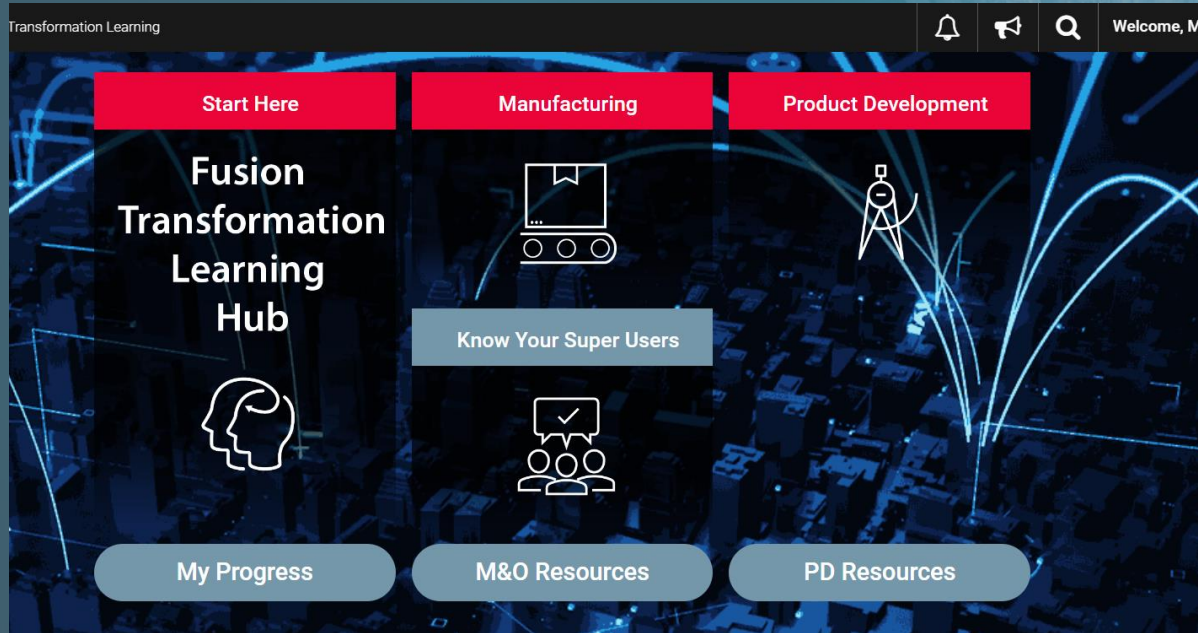 Transformation Learning
Welcome, M
Start Here
Manufacturing
Product Development
Fusion
Transformation
Learning
Hub
Know Your Super Users
My Progress
M&O Resources
PD Resources